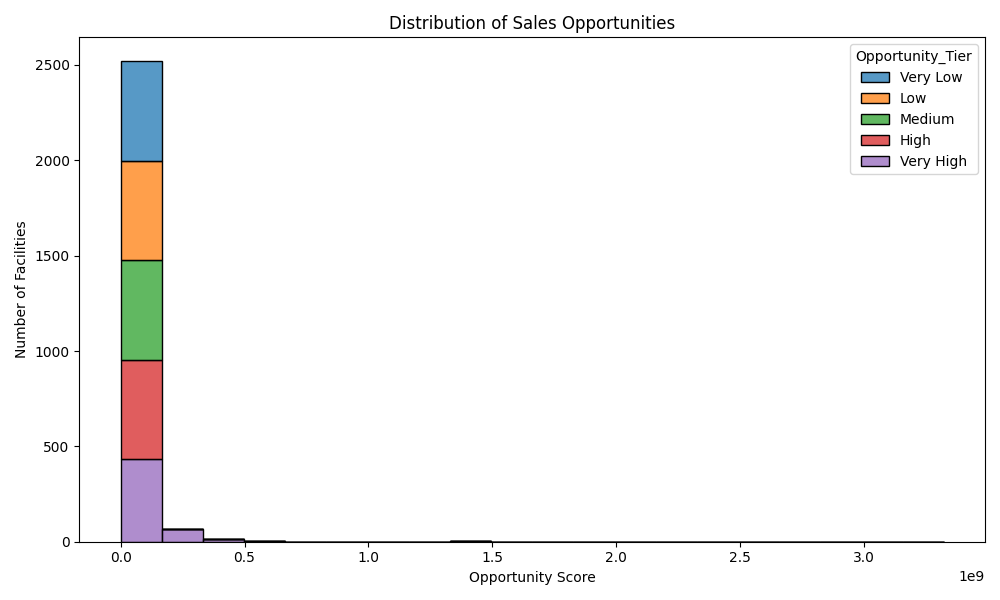 Distribution of Sales Opportunities
Opportunity_Tier
Very Low
Low
Medium
High
Very High
Number of Facilities
2500
2000
1500
1000
500
0
0.0 0.5 1.0 1.5 2.0 2.5 3.0
1e9
Opportunity Score